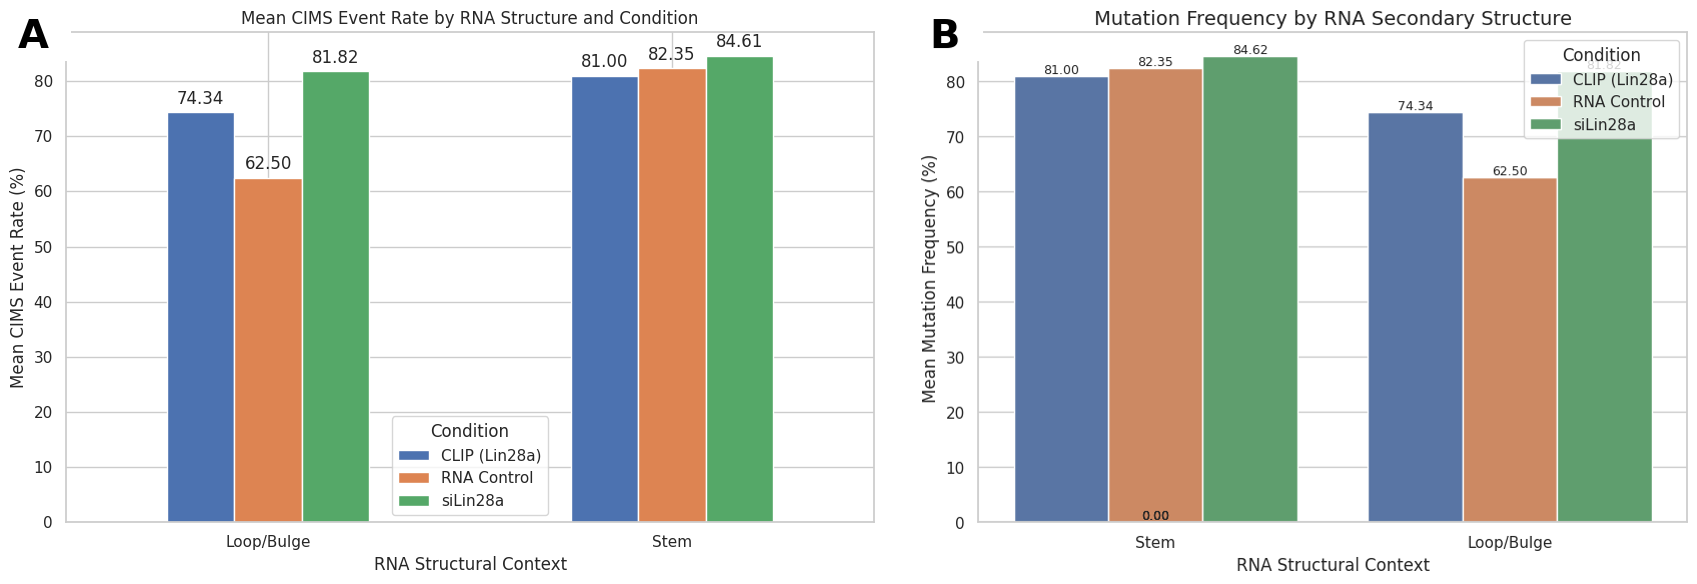 A
Mean CIMS Event Rate by RNA Structure and Condition
Mean CIMS Event Rate (%)
80
70
60
50
40
30
20
10
0
74.34
62.50
81.82
81.00
82.35
84.61
Condition
CLIP (Lin28a)
RNA Control
siLin28a
Loop/Bulge
Stem
RNA Structural Context
B
Mutation Frequency by RNA Secondary Structure
Mean Mutation Frequency (%)
80
70
60
50
40
30
20
10
0
81.00
82.35
84.62
74.34
62.50
81.82
0.00
Condition
CLIP (Lin28a)
RNA Control
siLin28a
Stem
Loop/Bulge
RNA Structural Context